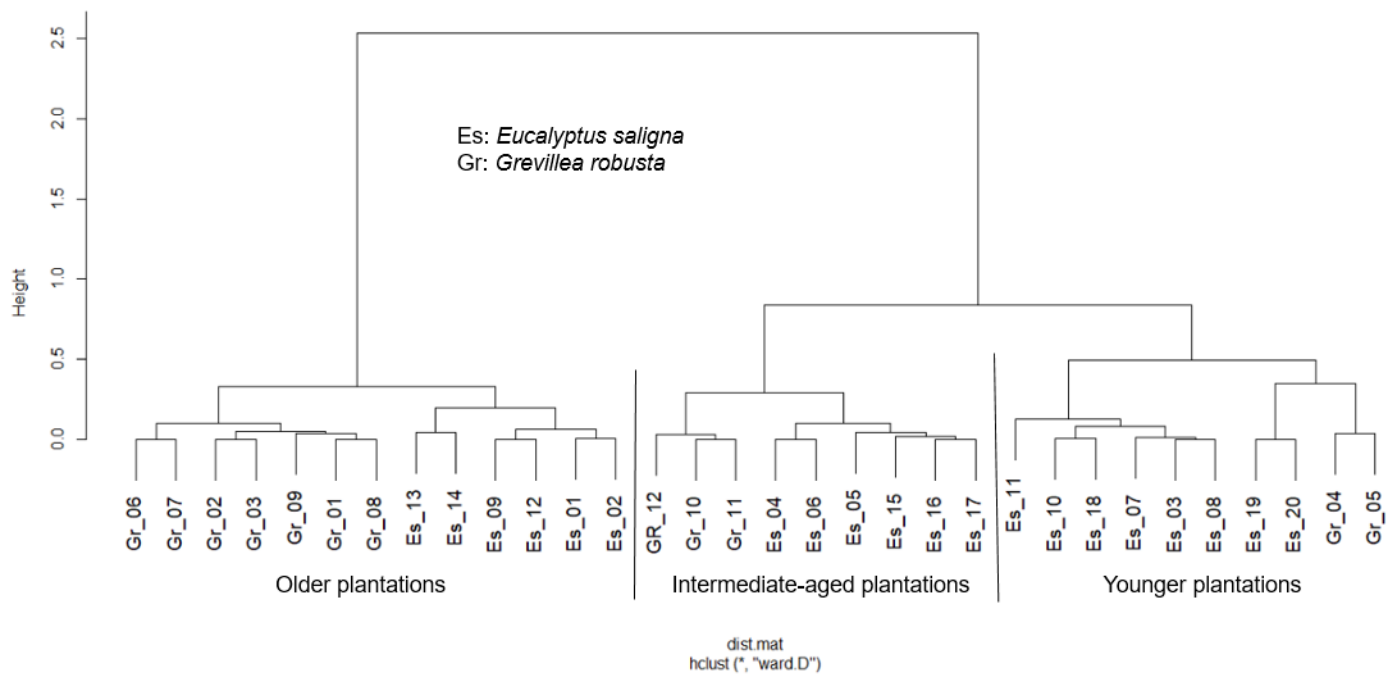 2.5
2.0
1.5
1.0
0.5
0.0
Height
Es: Eucalyptus saligna
Gr: Grevillea robusta
Gr_06
Gr_07
Gr_02
Gr_03
Gr_09
Gr_01
Gr_08
Es_13
Es_14
Es_09
Es_12
Es_01
Es_02
GR_12
Gr_10
Gr_11
Es_04
Es_06
Es_05
Es_15
Es_16
Es_17
Es_11
Es_10
Es_18
Es_07
Es_03
Es_08
Es_19
Es_20
Gr_04
Gr_05
Older plantations
Intermediate-aged plantations
Younger plantations
dist.mat
hclust (*, "ward.D")